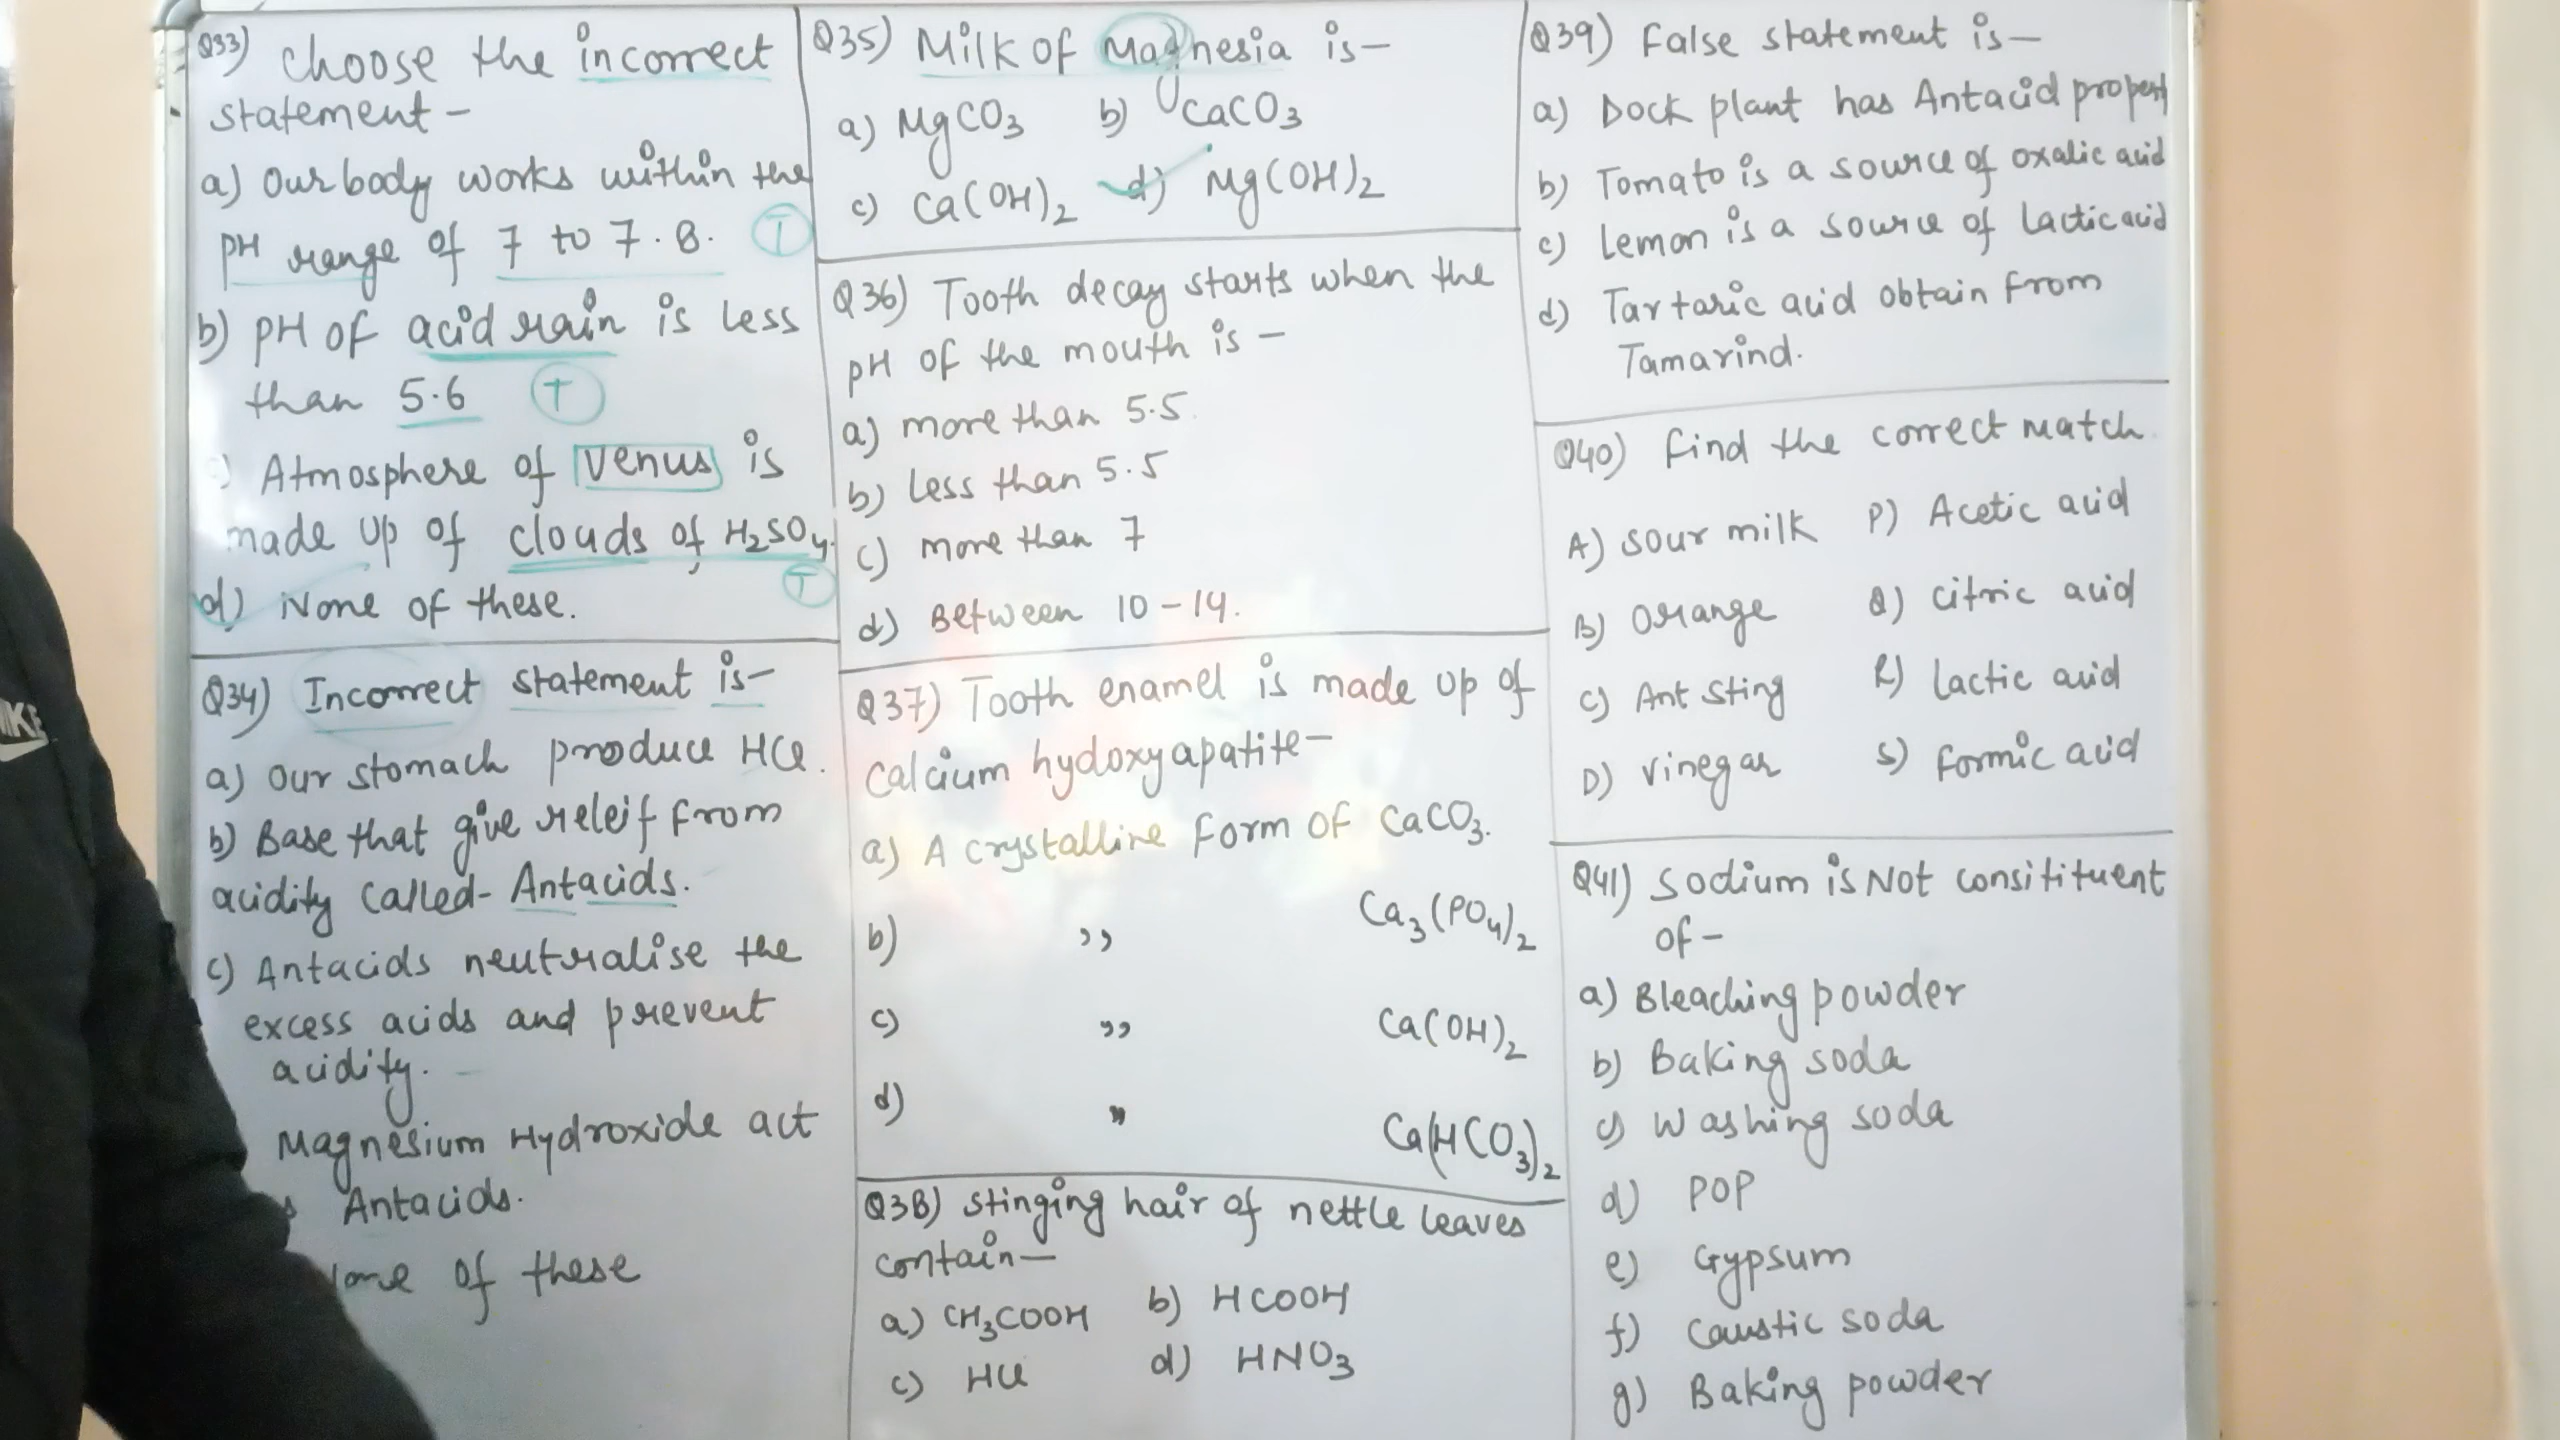 Q33) Choose the incorrect
statement -
a) Our body works within the
pH range of 7 to 7.8. T
b) pH of acid rain is less
than 5.6 T
c) Atmosphere of Venus is
made up of clouds of H₂SO₄.
T
d) None of these.
Q34) Incorrect statement is-
a) Our stomach produce HCl.
b) Base that give releif from
acidity called- Antacids.
c) Antacids neutralise the
excess acids and prevent
acidity.
Magnesium Hydroxide act
Antacids.
of these
Q35) Milk of Magnesia is-
a) MgCO₃ b) CaCO₃
c) Ca(OH)₂ d) Mg(OH)₂
Q36) Tooth decay starts when the
pH of the mouth is -
a) more than 5.5
b) less than 5.5
c) more than 7
d) Between 10-14.
Q37) Tooth enamel is made up of
Calcium hydoxyapatite-
a) A crystalline form of CaCO₃.
b) ,, Ca₃(PO₄)₂
c) ,, Ca(OH)₂
d) ,, Ca(HCO₃)₂
Q38) Stinging hair of nettle leaves
contain-
a) CH₃COOH b) HCOOH
c) HCl d) HNO₃
Q39) False statement is-
a) Dock plant has Antacid propert
b) Tomato is a source of oxalic acid
c) Lemon is a source of Lactic acid
d) Tartaric acid obtain from
Tamarind.
Q40) Find the correct match
A) Sour milk P) Acetic acid
B) Orange Q) Citric acid
C) Ant Sting R) Lactic acid
D) Vinegar S) Formic acid
Q41) Sodium is Not consitituent
of-
a) Bleaching powder
b) Baking soda
c) Washing soda
d) POP
e) Gypsum
f) Caustic soda
g) Baking powder